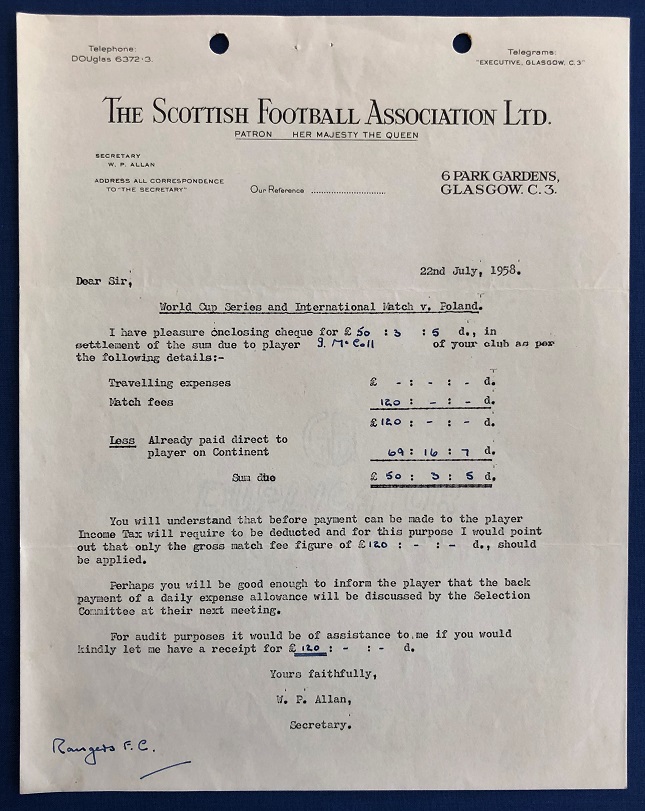 Telephone:
DOUglas 6372·3.
Telegrams:
"EXECUTIVE, GLASGOW. C.3"
THE SCOTTISH FOOTBALL ASSOCIATION LTD.
PATRON HER MAJESTY THE QUEEN
SECRETARY
W. P. ALLAN
ADDRESS ALL CORRESPONDENCE
TO "THE SECRETARY"
Our Reference ..............................
6 PARK GARDENS,
GLASGOW. C. 3.
22nd July, 1958.
Dear Sir,
World Cup Series and International Match v. Poland.
I have pleasure enclosing cheque for £ 50 : 3 : 5 d., in
settlement of the sum due to player I. McColl of your club as per
the following details:-
Travelling expenses £ - : - : - d.
Match fees 120 : - : - d.
£120 : - : - d.
Less Already paid direct to
player on Continent 69 : 16 : 7 d.
Sum due £ 50 : 3 : 5 d.
You will understand that before payment can be made to the player
Income Tax will require to be deducted and for this purpose I would point
out that only the gross match fee figure of £120 : - : - d., should
be applied.
Perhaps you will be good enough to inform the player that the back
payment of a daily expense allowance will be discussed by the Selection
Committee at their next meeting.
For audit purposes it would be of assistance to me if you would
kindly let me have a receipt for £ 120 : - : - d.
Yours faithfully,
W. P. Allan,
Secretary.
Rangers F.C.